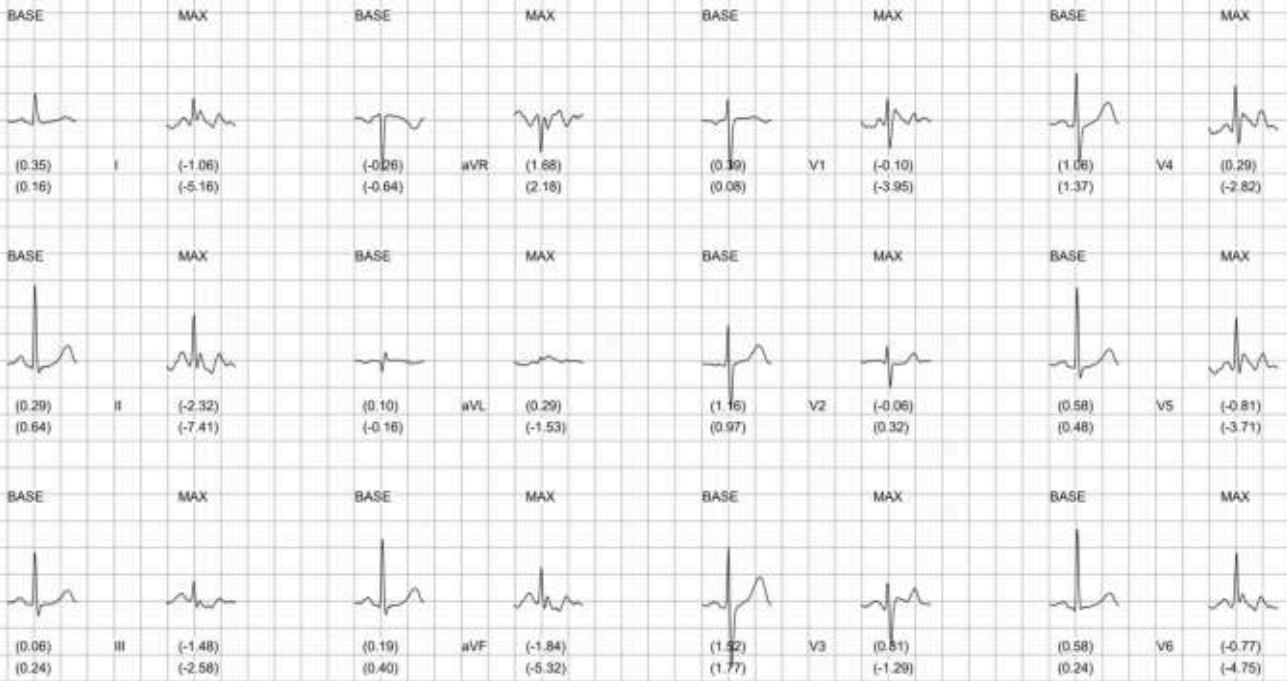 BASE MAX BASE MAX BASE MAX BASE MAX
(0.35) I (-1.06) (-0.26) aVR (1.68) (0.39) V1 (-0.10) (1.06) V4 (0.29)
(0.16) (-5.16) (-0.64) (2.18) (0.08) (-3.95) (1.37) (-2.82)
BASE MAX BASE MAX BASE MAX BASE MAX
(0.29) II (-2.32) (0.10) aVL (0.29) (1.16) V2 (-0.06) (0.58) V5 (-0.81)
(0.64) (-7.41) (-0.16) (-1.53) (0.97) (0.32) (0.48) (-3.71)
BASE MAX BASE MAX BASE MAX BASE MAX
(0.06) III (-1.48) (0.19) aVF (-1.84) (1.52) V3 (0.81) (0.58) V6 (-0.77)
(0.24) (-2.58) (0.40) (-5.32) (1.77) (-1.29) (0.24) (-4.75)